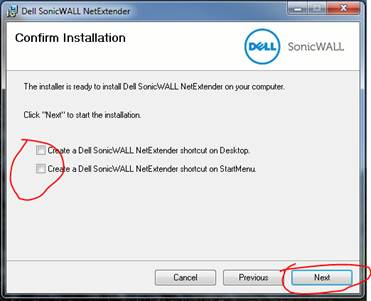 Dell SonicWALL NetExtender
Confirm Installation
DELL SonicWALL
The installer is ready to install Dell SonicWALL NetExtender on your computer.
Click "Next" to start the installation.
Create a Dell SonicWALL NetExtender shortcut on Desktop.
Create a Dell SonicWALL NetExtender shortcut on StartMenu.
Cancel Previous Next